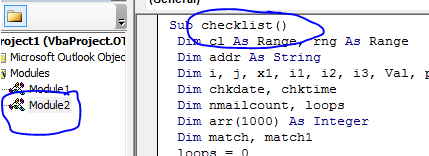 (General)
Sub checklist()
Dim cl As Range, rng As Range
Dim addr As String
Dim i, j, x1, i1, i2, i3, Val,
Dim chkdate, chktime
Dim nmailcount, loops
Dim arr(1000) As Integer
Dim match, match1
loops = 0
roject1 (VbaProject.OT
Microsoft Outlook Objec
Modules
Module1
Module2